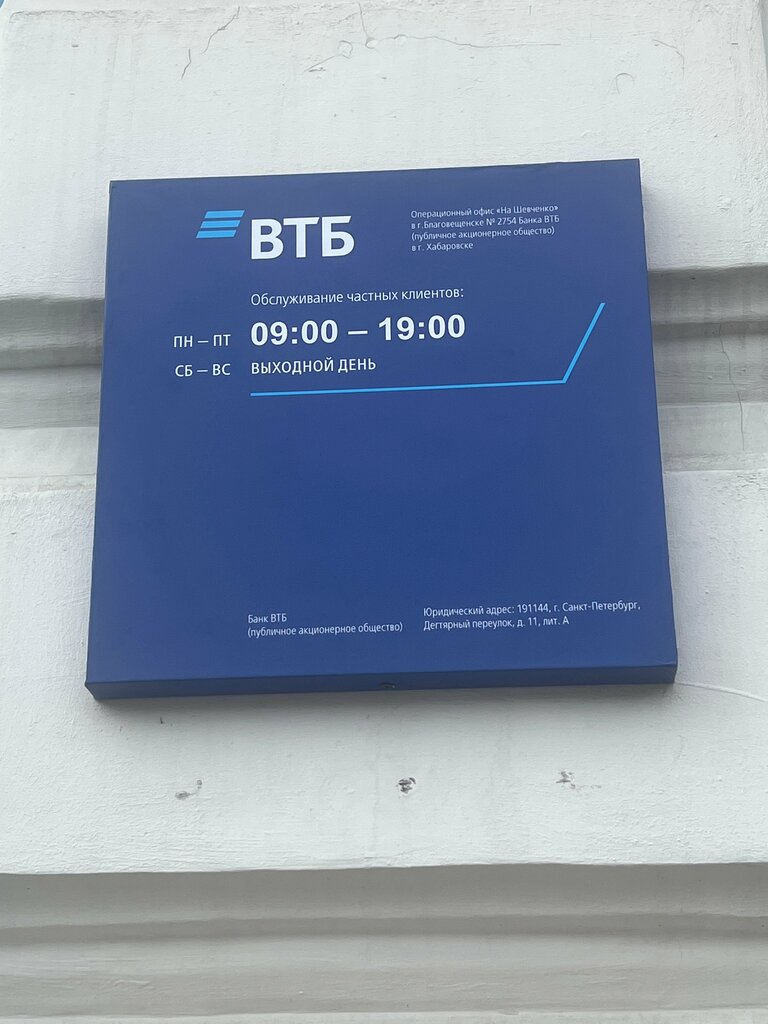 ВТБ
Операционный офис «На Шевченко»
в г.Благовещенске № 2754 Банка ВТБ
(публичное акционерное общество)
в г. Хабаровске
Обслуживание частных клиентов:
ПН — ПТ 09:00 — 19:00
СБ — ВС ВЫХОДНОЙ ДЕНЬ
Банк ВТБ
(публичное акционерное общество)
Юридический адрес: 191144, г. Санкт-Петербург,
Дегтярный переулок, д. 11, лит. А